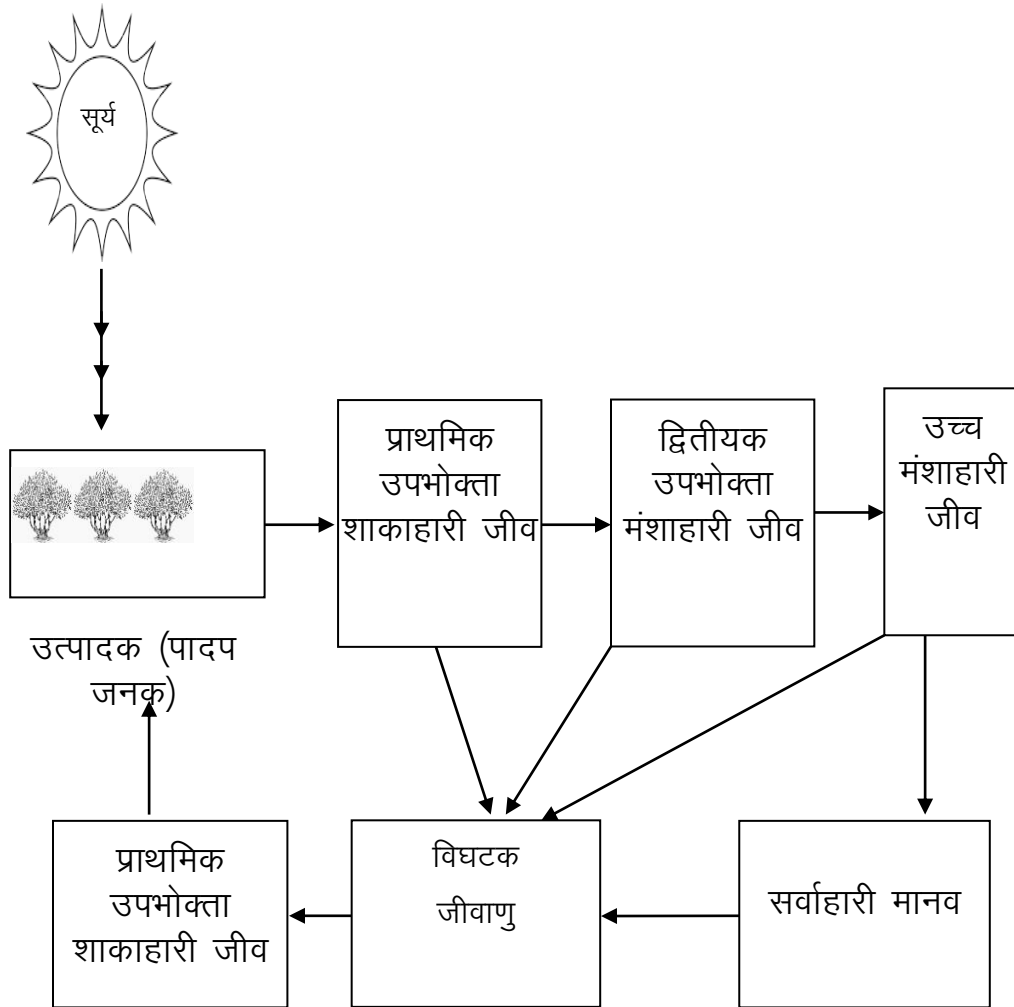 सूर्य
प्राथमिक
उपभोक्ता
शाकाहारी जीव
द्वितीयक
उपभोक्ता
मंशाहारी जीव
उच्च
मंशाहारी
जीव
उत्पादक (पादप
जनक)
प्राथमिक
उपभोक्ता
शाकाहारी जीव
विघटक
जीवाणु
सर्वाहारी मानव